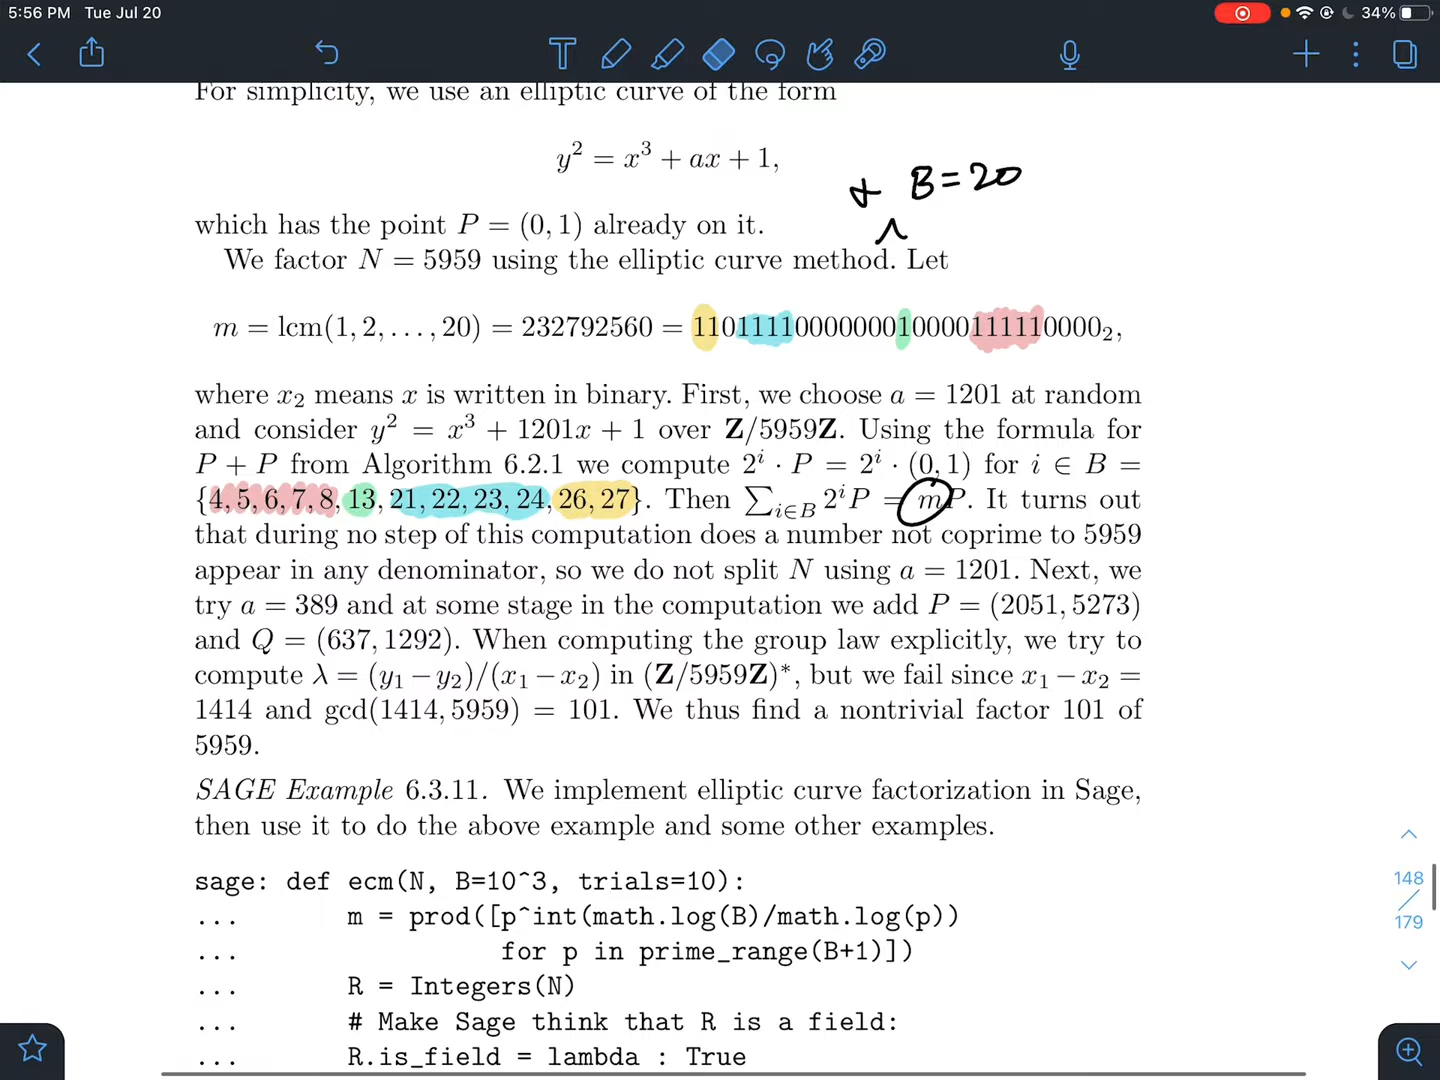 5:56 PM Tue Jul 20 34%
For simplicity, we use an elliptic curve of the form
y² = x³ + ax + 1,
& B=20
which has the point P = (0, 1) already on it.
We factor N = 5959 using the elliptic curve method. Let
m = lcm(1, 2, . . . , 20) = 232792560 = 1101111000000010000111110000₂,
where x₂ means x is written in binary. First, we choose a = 1201 at random
and consider y² = x³ + 1201x + 1 over Z/5959Z. Using the formula for
P + P from Algorithm 6.2.1 we compute 2ⁱ · P = 2ⁱ · (0, 1) for i ∈ B =
{4, 5, 6, 7, 8, 13, 21, 22, 23, 24, 26, 27}. Then ∑i∈B 2ⁱP = mP. It turns out
that during no step of this computation does a number not coprime to 5959
appear in any denominator, so we do not split N using a = 1201. Next, we
try a = 389 and at some stage in the computation we add P = (2051, 5273)
and Q = (637, 1292). When computing the group law explicitly, we try to
compute λ = (y₁ − y₂)/(x₁ − x₂) in (Z/5959Z)*, but we fail since x₁ − x₂ =
1414 and gcd(1414, 5959) = 101. We thus find a nontrivial factor 101 of
5959.
SAGE Example 6.3.11. We implement elliptic curve factorization in Sage,
then use it to do the above example and some other examples.
148
179
sage: def ecm(N, B=10^3, trials=10):
... m = prod([p^int(math.log(B)/math.log(p))
... for p in prime_range(B+1)])
... R = Integers(N)
... # Make Sage think that R is a field:
... R.is_field = lambda : True